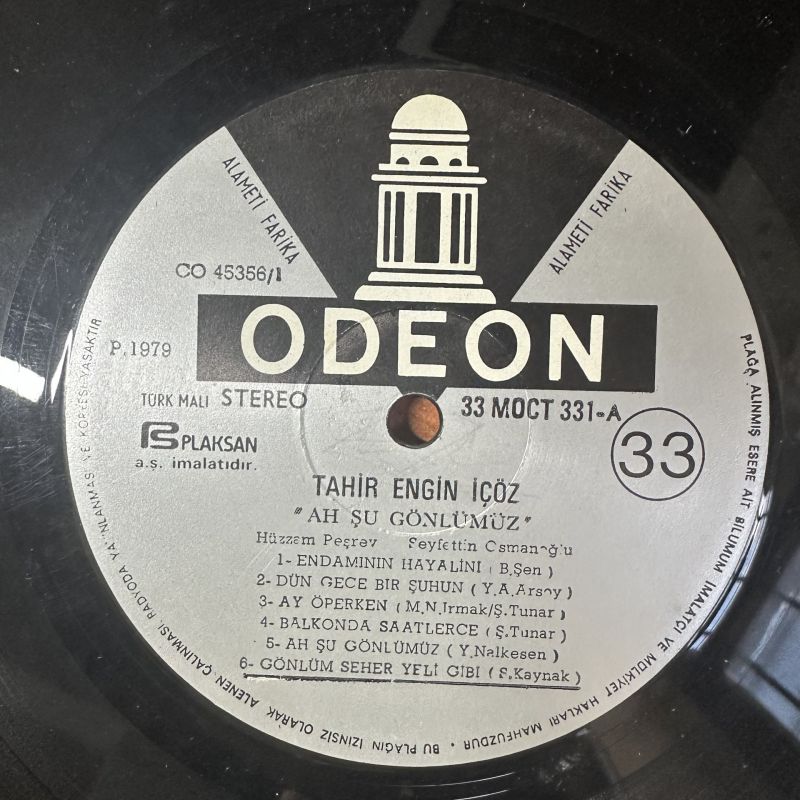 ALAMETİ FARİKA
ALAMETİ FARİKA
CO 45356/1
ODEON
P.1979
TÜRK MALI STEREO
33 MOCT 331-A
PLAKSAN
a.ş. imalatıdır.
33
TAHİR ENGİN İÇÖZ
"AH ŞU GÖNLÜMÜZ"
Hüzzam Peşrev Seyfettin Osmanoğlu
1- ENDAMININ HAYALİNİ ( B.Şen )
2- DÜN GECE BİR ŞUHUN ( Y.A.Arsoy )
3- AY ÖPERKEN ( M.N.Irmak/Ş.Tunar )
4- BALKONDA SAATLERCE ( Ş.Tunar )
5- AH ŞU GÖNLÜMÜZ ( Y.Nalkesen )
6- GÖNLÜM SEHER YELİ GİBİ ( S.Kaynak )
PLAĞA ALINMIŞ ESERE AİT BİLUMUM İMALATÇI VE MÜLKİYET HAKLARI MAHFUZDUR • BU PLAĞIN İZİNSİZ OLARAK ALENEN ÇALINMASI, RADYODA YAYINLANMASI VE KOPYESİ YASAKTIR